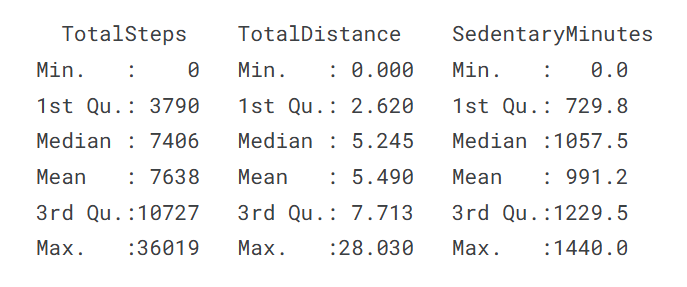 TotalSteps TotalDistance SedentaryMinutes
Min. : 0 Min. : 0.000 Min. : 0.0
1st Qu.: 3790 1st Qu.: 2.620 1st Qu.: 729.8
Median : 7406 Median : 5.245 Median :1057.5
Mean : 7638 Mean : 5.490 Mean : 991.2
3rd Qu.:10727 3rd Qu.: 7.713 3rd Qu.:1229.5
Max. :36019 Max. :28.030 Max. :1440.0